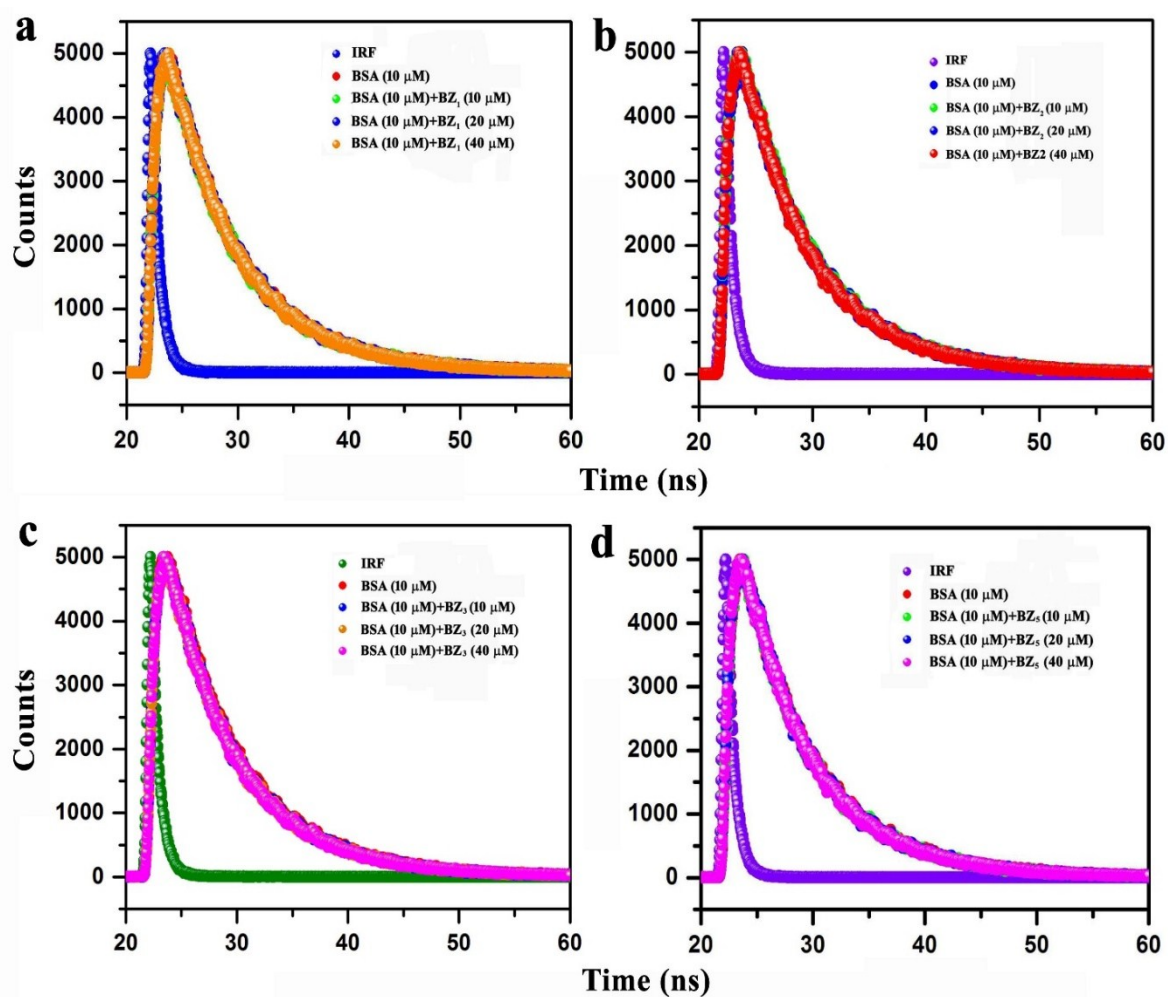 a
5000
4000
3000
2000
1000
0
Counts
IRF
BSA (10 μM)
BSA (10 μM)+BZ₁ (10 μM)
BSA (10 μM)+BZ₁ (20 μM)
BSA (10 μM)+BZ₁ (40 μM)
20 30 40 50 60
b
5000
4000
3000
2000
1000
0
IRF
BSA (10 μM)
BSA (10 μM)+BZ₂ (10 μM)
BSA (10 μM)+BZ₂ (20 μM)
BSA (10 μM)+BZ2 (40 μM)
20 30 40 50 60
Time (ns)
c
5000
4000
3000
2000
1000
0
Counts
IRF
BSA (10 μM)
BSA (10 μM)+BZ₃ (10 μM)
BSA (10 μM)+BZ₃ (20 μM)
BSA (10 μM)+BZ₃ (40 μM)
20 30 40 50 60
d
5000
4000
3000
2000
1000
0
IRF
BSA (10 μM)
BSA (10 μM)+BZ₅ (10 μM)
BSA (10 μM)+BZ₅ (20 μM)
BSA (10 μM)+BZ₅ (40 μM)
20 30 40 50 60
Time (ns)